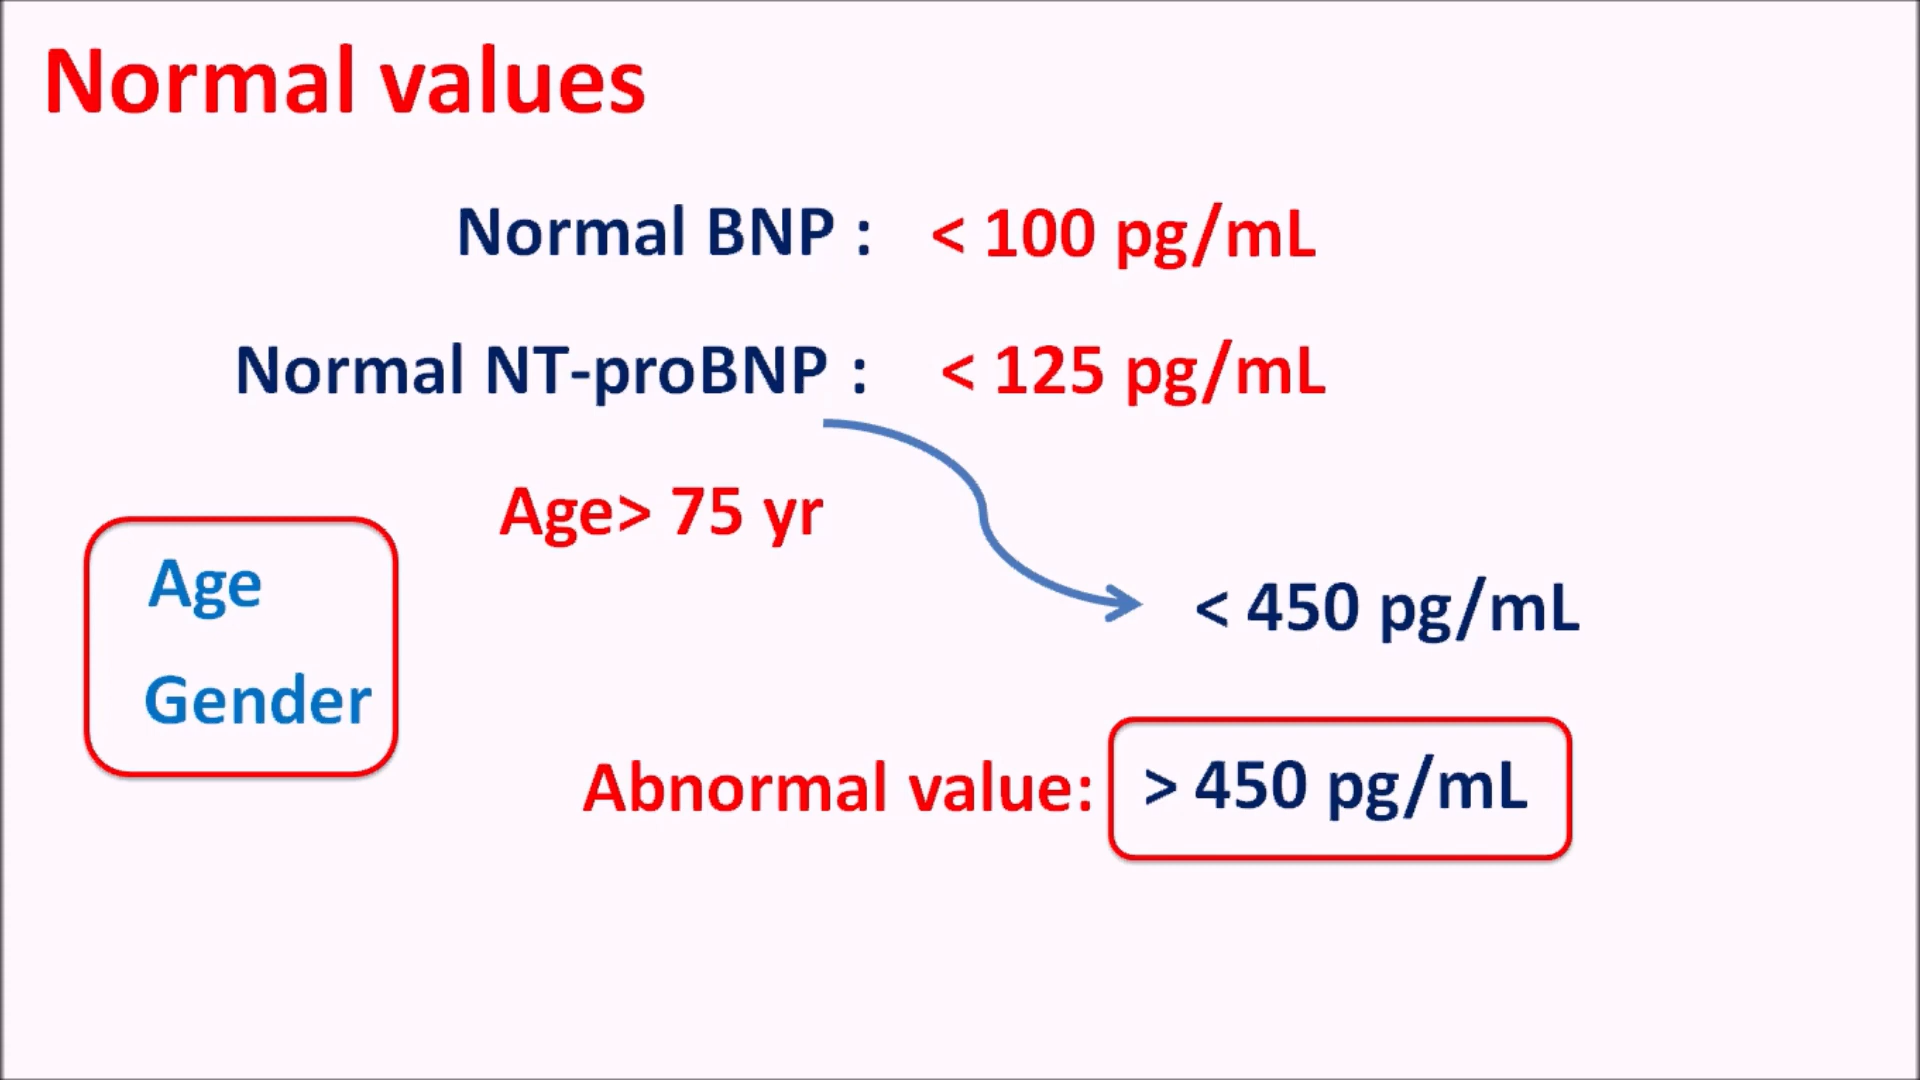 Normal values
Normal BNP : < 100 pg/mL
Normal NT-proBNP : < 125 pg/mL
Age> 75 yr
< 450 pg/mL
Age
Gender
Abnormal value: > 450 pg/mL